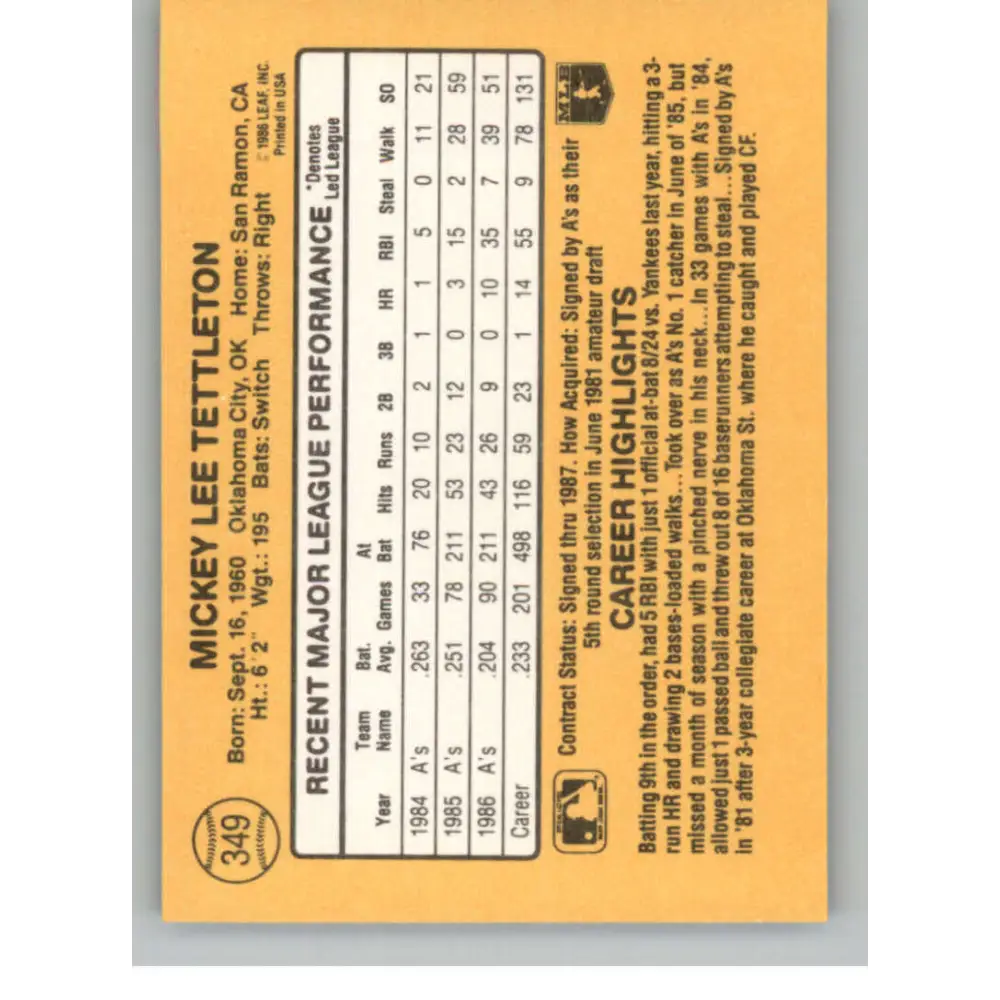 349
MICKEY LEE TETTLETON
Born: Sept. 16, 1960 Oklahoma City, OK Home: San Ramon, CA
Ht.: 6'2" Wgt.: 195 Bats: Switch Throws: Right
© 1986 LEAF, INC.
Printed in USA
RECENT MAJOR LEAGUE PERFORMANCE
*Denotes
Led League
Year Team Name Bat. Avg. Games At Bat Hits Runs 2B 3B HR RBI Steal Walk SO
1984 A's .263 33 76 20 10 2 1 1 5 0 11 21
1985 A's .251 78 211 53 23 12 0 3 15 2 28 59
1986 A's .204 90 211 43 26 9 0 10 35 7 39 51
Career .233 201 498 116 59 23 1 14 55 9 78 131
Contract Status: Signed thru 1987. How Acquired: Signed by A's as their
5th round selection in June 1981 amateur draft
MLB
CAREER HIGHLIGHTS
Batting 9th in the order, had 5 RBI with just 1 official at-bat 8/24 vs. Yankees last year, hitting a 3-
run HR and drawing 2 bases-loaded walks...Took over as A's No. 1 catcher in June of '85, but
missed a month of season with a pinched nerve in his neck...In 33 games with A's in '84,
allowed just 1 passed ball and threw out 8 of 16 baserunners attempting to steal...Signed by A's
in '81 after 3-year collegiate career at Oklahoma St. where he caught and played CF.